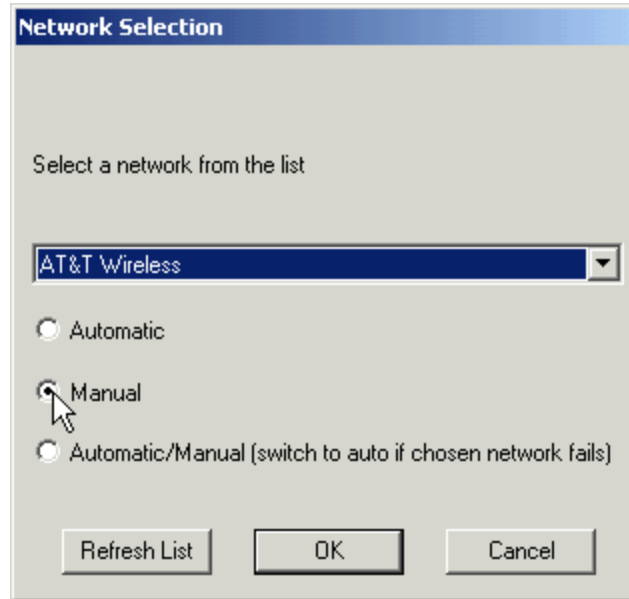 Network Selection
Select a network from the list
AT&T Wireless
Automatic
Manual
Automatic/Manual (switch to auto if chosen network fails)
Refresh List OK Cancel